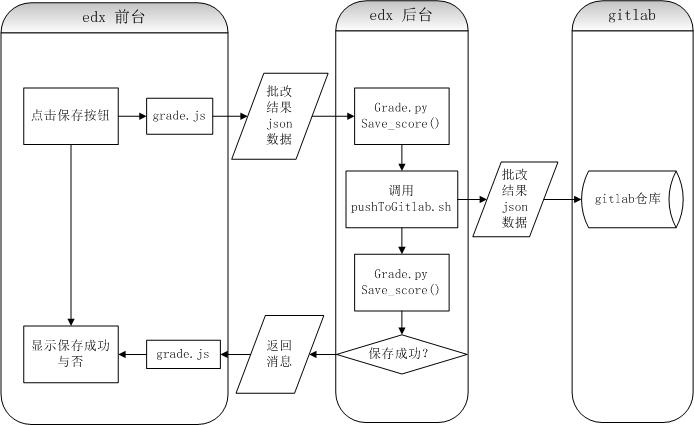 edx 前台
edx 后台
gitlab
点击保存按钮
grade.js
批改
结果
json
数据
Grade.py
Save_score()
调用
pushToGitlab.sh
批改
结果
json
数据
gitlab仓库
Grade.py
Save_score()
显示保存成功
与否
grade.js
返回
消息
保存成功？